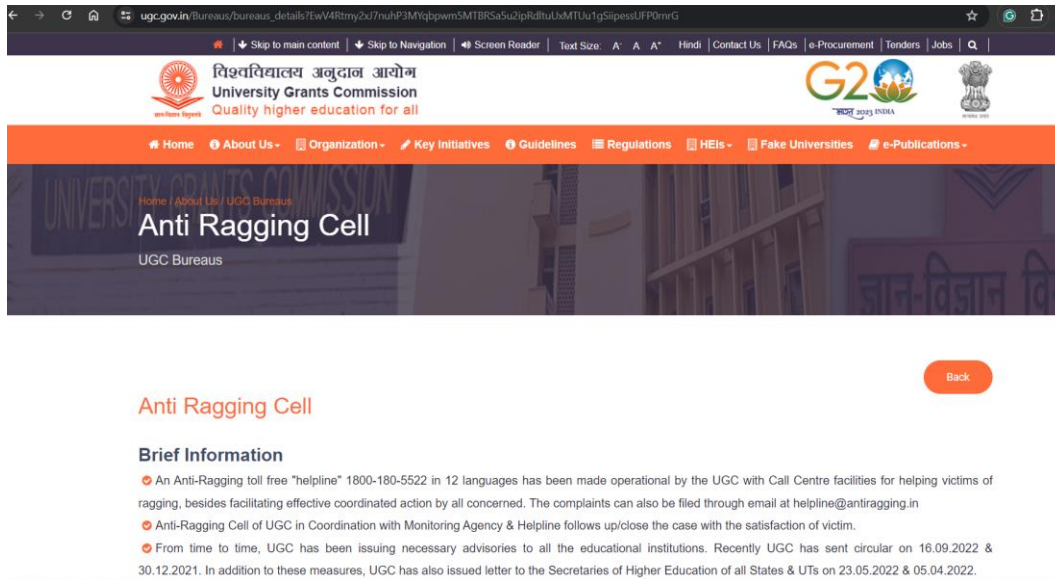 ugc.gov.in/Bureaus/bureaus_details?EwV4Rtmy2xJ7nuhP3MYqbpwm5MTBRSa5u2ipRdltuUxMTUu1gSiipessUFP0mrG
Skip to main content | Skip to Navigation | Screen Reader | Text Size: A- A A+ Hindi | Contact Us | FAQs | e-Procurement | Tenders | Jobs |
विश्वविद्यालय अनुदान आयोग
University Grants Commission
Quality higher education for all
G20
भारत 2023 INDIA
Home About Us Organization Key Initiatives Guidelines Regulations HEIs Fake Universities e-Publications
UNIVERSITY GRANTS COMMISSION
Home / About Us / UGC Bureaus
Anti Ragging Cell
UGC Bureaus
ज्ञान-विज्ञान वि
Back
Anti Ragging Cell
Brief Information
An Anti-Ragging toll free "helpline" 1800-180-5522 in 12 languages has been made operational by the UGC with Call Centre facilities for helping victims of
ragging, besides facilitating effective coordinated action by all concerned. The complaints can also be filed through email at helpline@antiragging.in
Anti-Ragging Cell of UGC in Coordination with Monitoring Agency & Helpline follows up/close the case with the satisfaction of victim.
From time to time, UGC has been issuing necessary advisories to all the educational institutions. Recently UGC has sent circular on 16.09.2022 &
30.12.2021. In addition to these measures, UGC has also issued letter to the Secretaries of Higher Education of all States & UTs on 23.05.2022 & 05.04.2022.